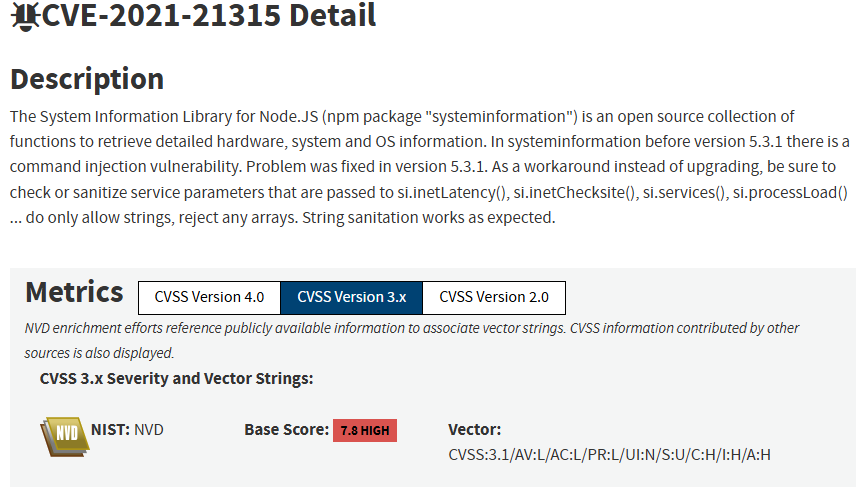 CVE-2021-21315 Detail
Description
The System Information Library for Node.JS (npm package "systeminformation") is an open source collection of
functions to retrieve detailed hardware, system and OS information. In systeminformation before version 5.3.1 there is a
command injection vulnerability. Problem was fixed in version 5.3.1. As a workaround instead of upgrading, be sure to
check or sanitize service parameters that are passed to si.inetLatency(), si.inetChecksite(), si.services(), si.processLoad()
... do only allow strings, reject any arrays. String sanitation works as expected.
Metrics CVSS Version 4.0 CVSS Version 3.x CVSS Version 2.0
NVD enrichment efforts reference publicly available information to associate vector strings. CVSS information contributed by other
sources is also displayed.
CVSS 3.x Severity and Vector Strings:
NVD NIST: NVD Base Score: 7.8 HIGH Vector:
CVSS:3.1/AV:L/AC:L/PR:L/UI:N/S:U/C:H/I:H/A:H